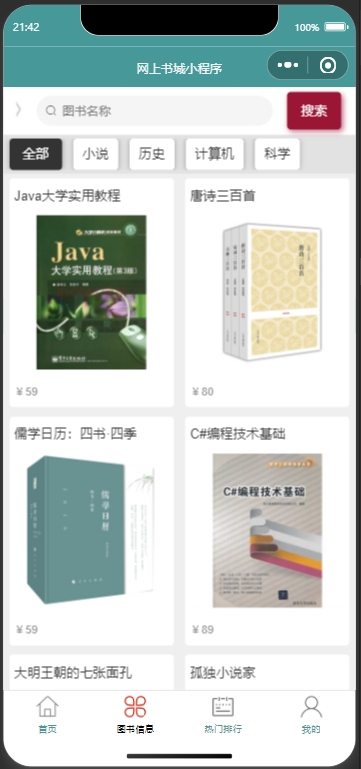 21:42 100%
网上书城小程序
图书名称 搜索
全部 小说 历史 计算机 科学
Java大学实用教程 唐诗三百首
Java
大学实用教程(第3版)
唐诗三百首
¥59 ¥80
儒学日历：四书·四季 C#编程技术基础
儒学日历
C#编程技术基础
¥59 ¥89
大明王朝的七张面孔 孤独小说家
首页 图书信息 热门排行 我的